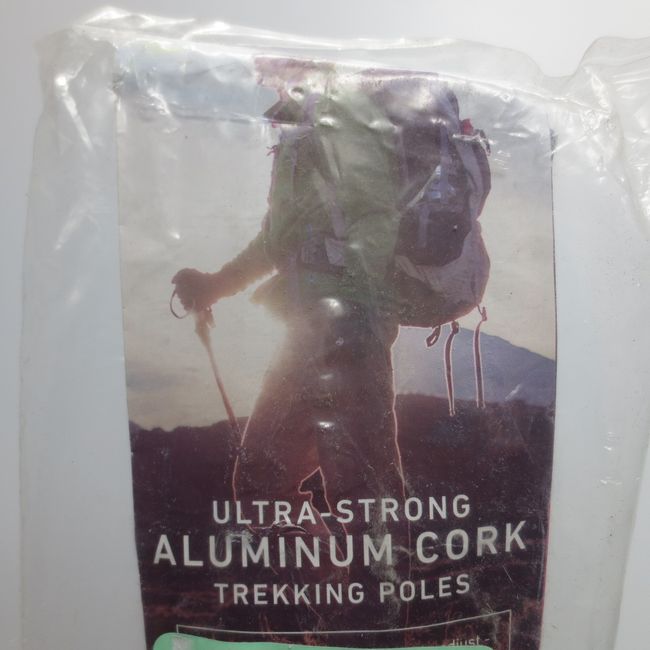 ULTRA-STRONG
ALUMINUM CORK
TREKKING POLES